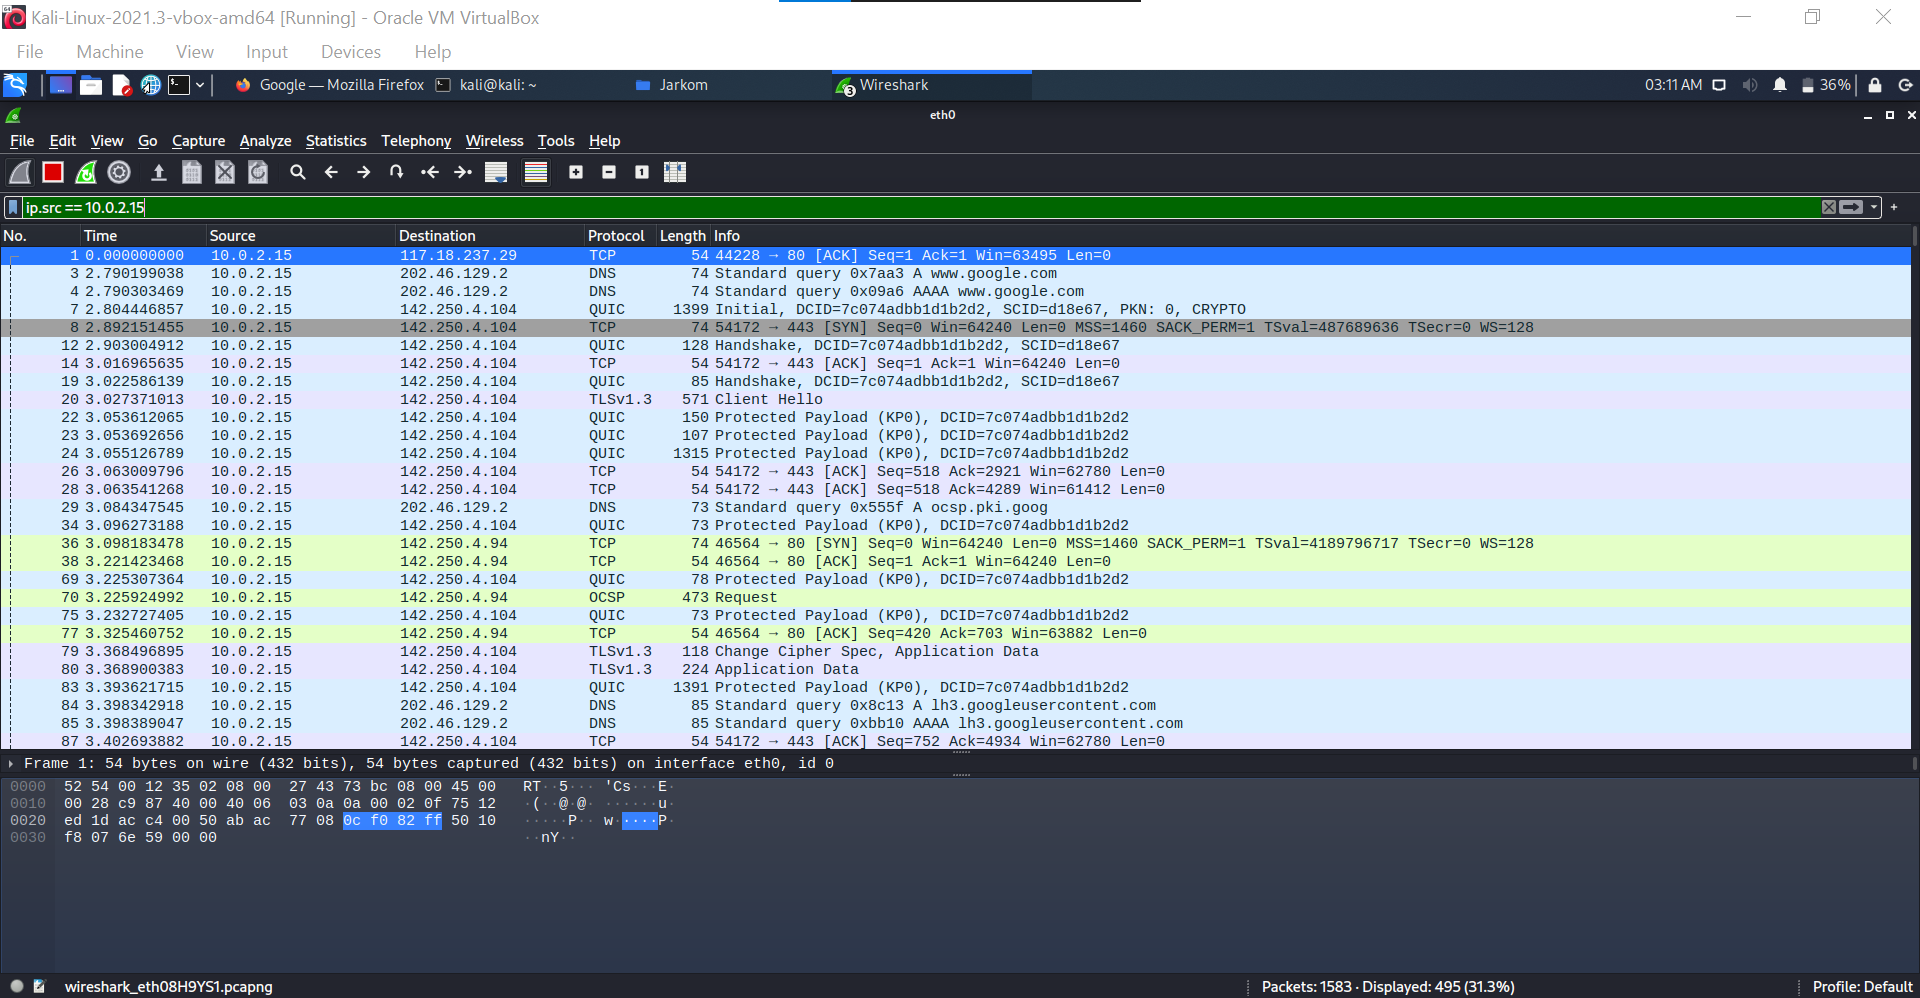 Kali-Linux-2021.3-vbox-amd64 [Running] - Oracle VM VirtualBox
File Machine View Input Devices Help
Google — Mozilla Firefox kali@kali: ~ Jarkom Wireshark 03:11 AM 36%
eth0
File Edit View Go Capture Analyze Statistics Telephony Wireless Tools Help
ip.src == 10.0.2.15
No. Time Source Destination Protocol Length Info
1 0.000000000 10.0.2.15 117.18.237.29 TCP 54 44228 → 80 [ACK] Seq=1 Ack=1 Win=63495 Len=0
3 2.790199038 10.0.2.15 202.46.129.2 DNS 74 Standard query 0x7aa3 A www.google.com
4 2.790303469 10.0.2.15 202.46.129.2 DNS 74 Standard query 0x09a6 AAAA www.google.com
7 2.804446857 10.0.2.15 142.250.4.104 QUIC 1399 Initial, DCID=7c074adbb1d1b2d2, SCID=d18e67, PKN: 0, CRYPTO
8 2.892151455 10.0.2.15 142.250.4.104 TCP 74 54172 → 443 [SYN] Seq=0 Win=64240 Len=0 MSS=1460 SACK_PERM=1 TSval=487689636 TSecr=0 WS=128
12 2.903004912 10.0.2.15 142.250.4.104 QUIC 128 Handshake, DCID=7c074adbb1d1b2d2, SCID=d18e67
14 3.016965635 10.0.2.15 142.250.4.104 TCP 54 54172 → 443 [ACK] Seq=1 Ack=1 Win=64240 Len=0
19 3.022586139 10.0.2.15 142.250.4.104 QUIC 85 Handshake, DCID=7c074adbb1d1b2d2, SCID=d18e67
20 3.027371013 10.0.2.15 142.250.4.104 TLSv1.3 571 Client Hello
22 3.053612065 10.0.2.15 142.250.4.104 QUIC 150 Protected Payload (KP0), DCID=7c074adbb1d1b2d2
23 3.053692656 10.0.2.15 142.250.4.104 QUIC 107 Protected Payload (KP0), DCID=7c074adbb1d1b2d2
24 3.055126789 10.0.2.15 142.250.4.104 QUIC 1315 Protected Payload (KP0), DCID=7c074adbb1d1b2d2
26 3.063009796 10.0.2.15 142.250.4.104 TCP 54 54172 → 443 [ACK] Seq=518 Ack=2921 Win=62780 Len=0
28 3.063541268 10.0.2.15 142.250.4.104 TCP 54 54172 → 443 [ACK] Seq=518 Ack=4289 Win=61412 Len=0
29 3.084347545 10.0.2.15 202.46.129.2 DNS 73 Standard query 0x555f A ocsp.pki.goog
34 3.096273188 10.0.2.15 142.250.4.104 QUIC 73 Protected Payload (KP0), DCID=7c074adbb1d1b2d2
36 3.098183478 10.0.2.15 142.250.4.94 TCP 74 46564 → 80 [SYN] Seq=0 Win=64240 Len=0 MSS=1460 SACK_PERM=1 TSval=4189796717 TSecr=0 WS=128
38 3.221423468 10.0.2.15 142.250.4.94 TCP 54 46564 → 80 [ACK] Seq=1 Ack=1 Win=64240 Len=0
69 3.225307364 10.0.2.15 142.250.4.104 QUIC 78 Protected Payload (KP0), DCID=7c074adbb1d1b2d2
70 3.225924992 10.0.2.15 142.250.4.94 OCSP 473 Request
75 3.232727405 10.0.2.15 142.250.4.104 QUIC 73 Protected Payload (KP0), DCID=7c074adbb1d1b2d2
77 3.325460752 10.0.2.15 142.250.4.94 TCP 54 46564 → 80 [ACK] Seq=420 Ack=703 Win=63882 Len=0
79 3.368496895 10.0.2.15 142.250.4.104 TLSv1.3 118 Change Cipher Spec, Application Data
80 3.368900383 10.0.2.15 142.250.4.104 TLSv1.3 224 Application Data
83 3.393621715 10.0.2.15 142.250.4.104 QUIC 1391 Protected Payload (KP0), DCID=7c074adbb1d1b2d2
84 3.398342918 10.0.2.15 202.46.129.2 DNS 85 Standard query 0x8c13 A lh3.googleusercontent.com
85 3.398389047 10.0.2.15 202.46.129.2 DNS 85 Standard query 0xbb10 AAAA lh3.googleusercontent.com
87 3.402693882 10.0.2.15 142.250.4.104 TCP 54 54172 → 443 [ACK] Seq=752 Ack=4934 Win=62780 Len=0
Frame 1: 54 bytes on wire (432 bits), 54 bytes captured (432 bits) on interface eth0, id 0
0000 52 54 00 12 35 02 08 00 27 43 73 bc 08 00 45 00 RT··5··· 'Cs···E·
0010 00 28 c9 87 40 00 40 06 03 0a 0a 00 02 0f 75 12 ·(··@·@· ······u·
0020 ed 1d ac c4 00 50 ab ac 77 08 0c f0 82 ff 50 10 ·····P·· w·····P·
0030 f8 07 6e 59 00 00 ··nY··
wireshark_eth08H9YS1.pcapng Packets: 1583 · Displayed: 495 (31.3%) Profile: Default